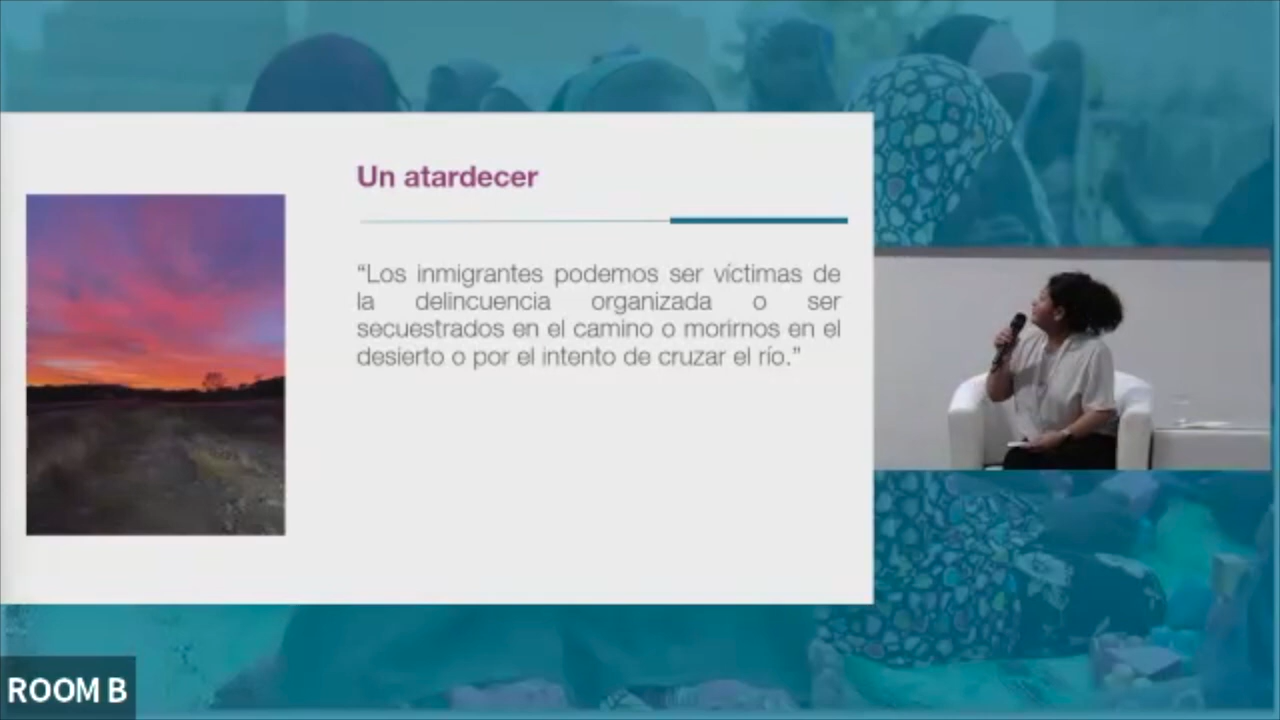 Un atardecer
“Los inmigrantes podemos ser víctimas de
la delincuencia organizada o ser
secuestrados en el camino o morirnos en el
desierto o por el intento de cruzar el río.”
ROOM B